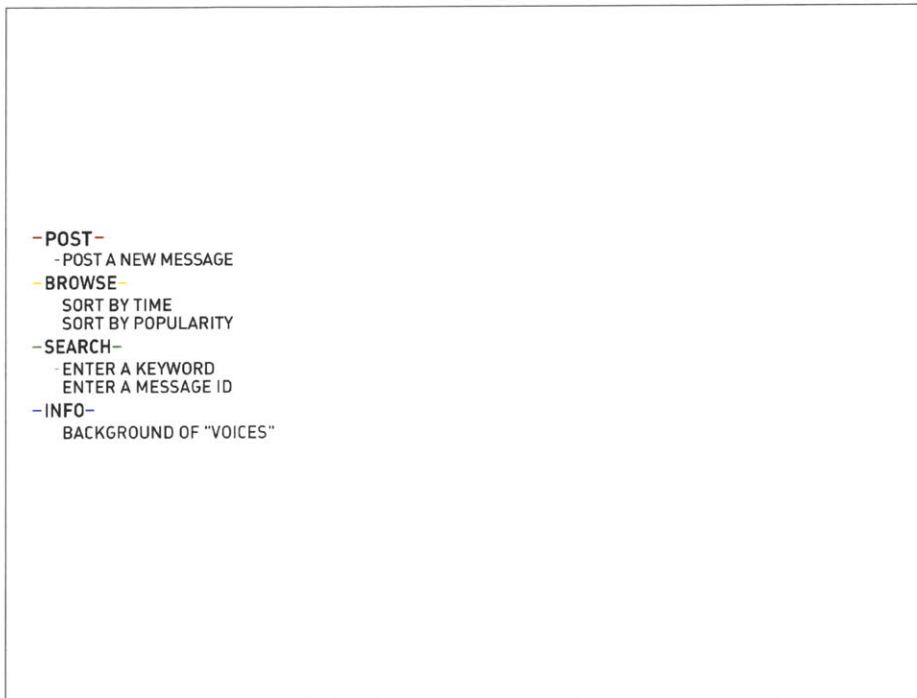 -POST-
-POST A NEW MESSAGE
-BROWSE-
SORT BY TIME
SORT BY POPULARITY
-SEARCH-
-ENTER A KEYWORD
ENTER A MESSAGE ID
-INFO-
BACKGROUND OF "VOICES"